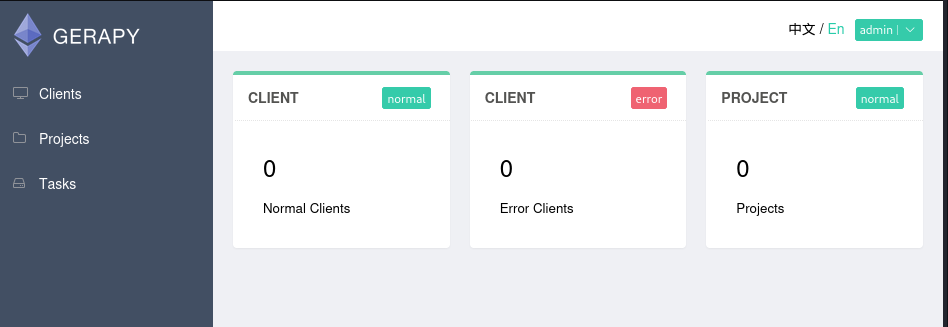 GERAPY
中文 / En admin |
Clients
Projects
Tasks
CLIENT normal
0
Normal Clients
CLIENT error
0
Error Clients
PROJECT normal
0
Projects